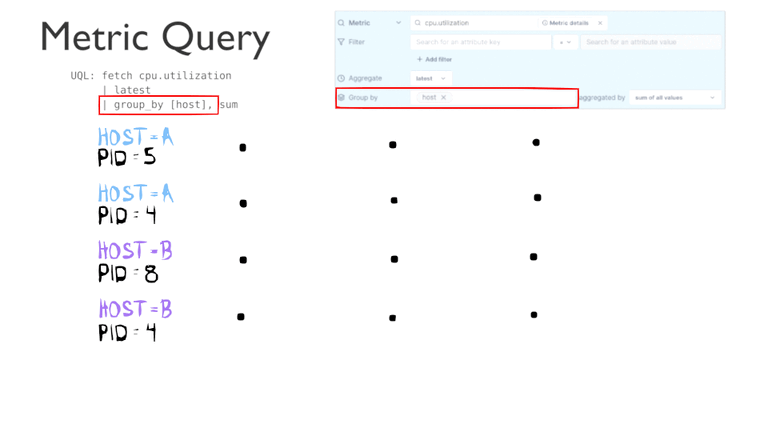 Metric Query
UQL: fetch cpu.utilization
| latest
| group_by [host], sum
Metric cpu.utilization Metric details ×
Filter Search for an attribute key = Search for an attribute value
+ Add filter
Aggregate latest
Group by host × aggregated by sum of all values
HOST=A
PID=5
HOST=A
PID=4
HOST=B
PID=8
HOST=B
PID=4